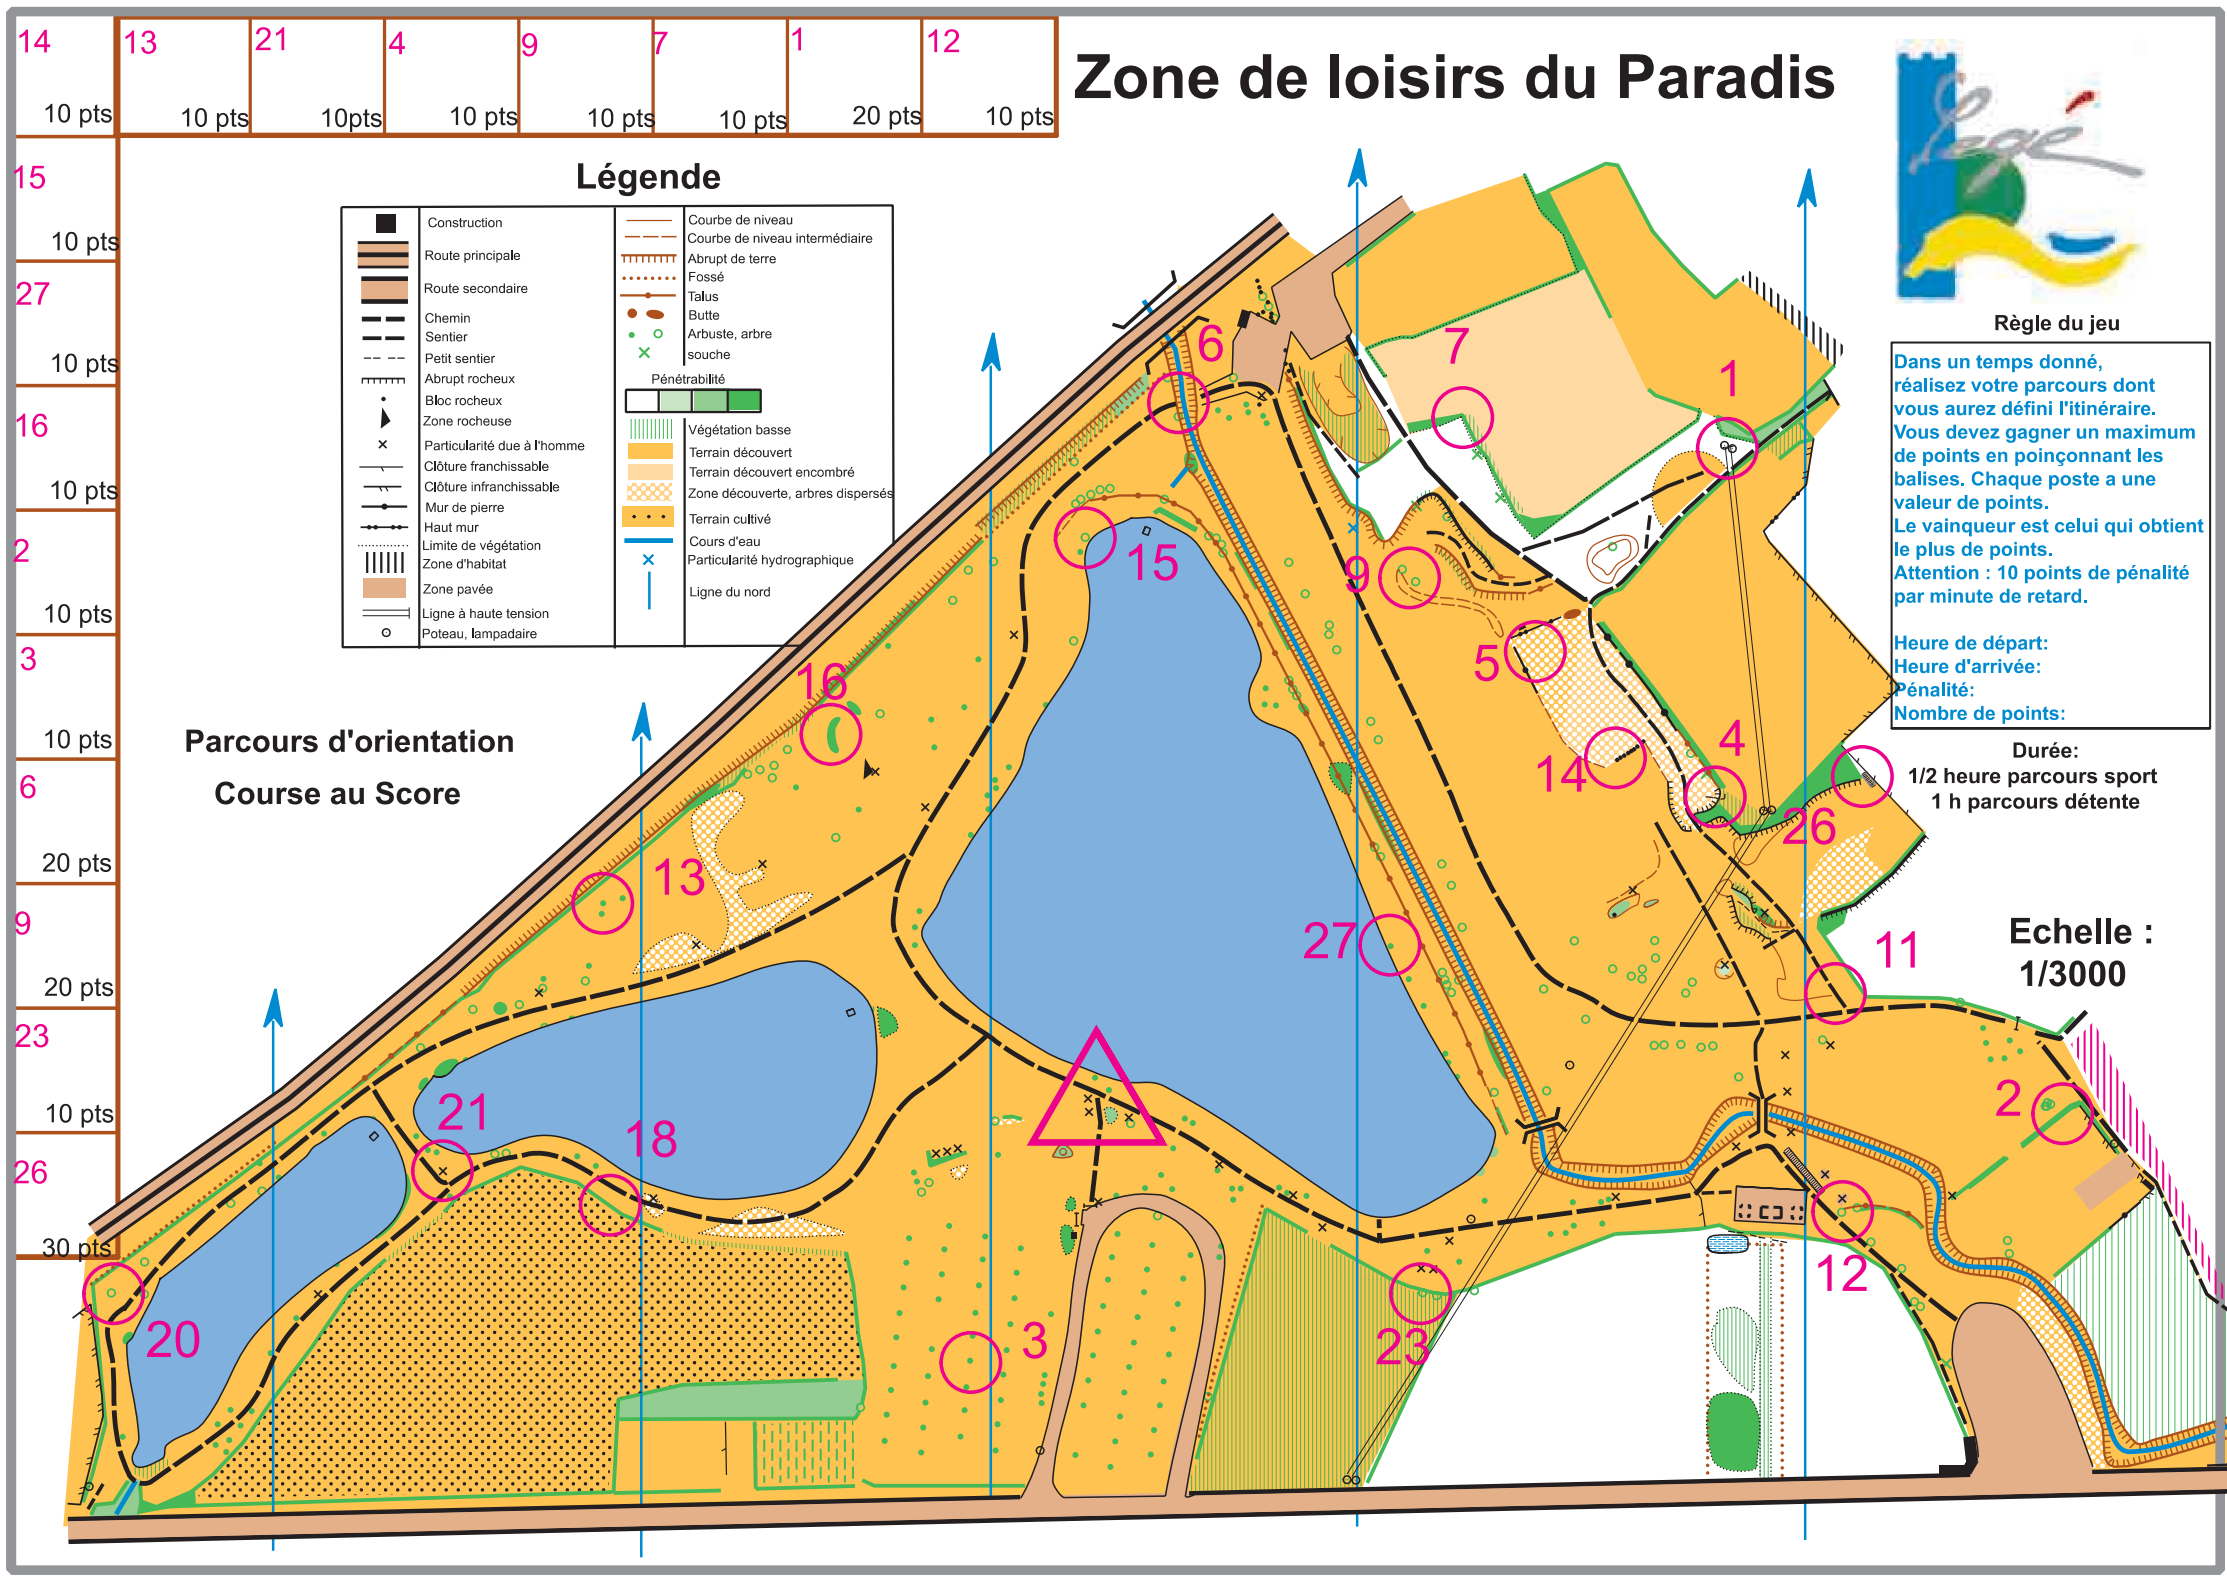 14 13 21 4 9 7 1 12
10 pts 10 pts 10pts 10 pts 10 pts 10 pts 20 pts 10 pts
Zone de loisirs du Paradis
Legé
15
10 pts
27
10 pts
16
10 pts
2
10 pts
3
10 pts
6
20 pts
9
20 pts
23
10 pts
26
30 pts
Légende
Construction
Route principale
Route secondaire
Chemin
Sentier
Petit sentier
Abrupt rocheux
Bloc rocheux
Zone rocheuse
Particularité due à l'homme
Clôture franchissable
Clôture infranchissable
Mur de pierre
Haut mur
Limite de végétation
Zone d'habitat
Zone pavée
Ligne à haute tension
Poteau, lampadaire
Courbe de niveau
Courbe de niveau intermédiaire
Abrupt de terre
Fossé
Talus
Butte
Arbuste, arbre
souche
Pénétrabilité
Végétation basse
Terrain découvert
Terrain découvert encombré
Zone découverte, arbres dispersés
Terrain cultivé
Cours d'eau
Particularité hydrographique
Ligne du nord
Parcours d'orientation
Course au Score
Règle du jeu
Dans un temps donné,
réalisez votre parcours dont
vous aurez défini l'itinéraire.
Vous devez gagner un maximum
de points en poinçonnant les
balises. Chaque poste a une
valeur de points.
Le vainqueur est celui qui obtient
le plus de points.
Attention : 10 points de pénalité
par minute de retard.
Heure de départ:
Heure d'arrivée:
Pénalité:
Nombre de points:
Durée:
1/2 heure parcours sport
1 h parcours détente
Echelle :
1/3000
6
7
1
15
9
5
16
14
4
26
13
27
11
21
18
2
20
3
23
12